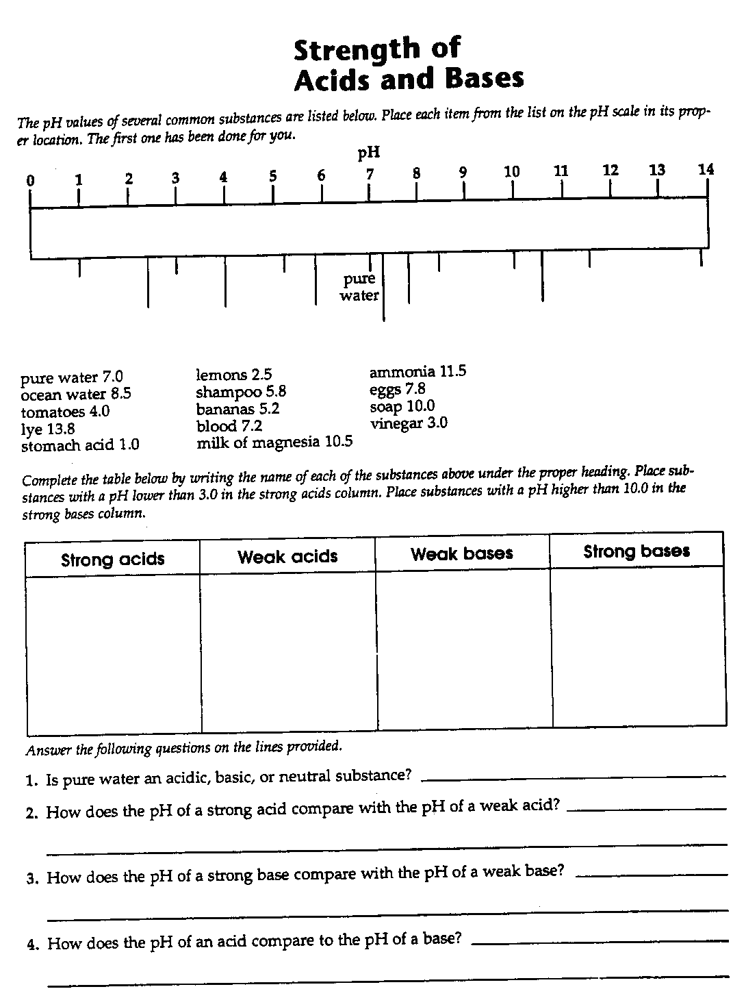 Strength of
Acids and Bases
The pH values of several common substances are listed below. Place each item from the list on the pH scale in its prop-
er location. The first one has been done for you.
pH
0 1 2 3 4 5 6 7 8 9 10 11 12 13 14
pure
water
pure water 7.0
ocean water 8.5
tomatoes 4.0
lye 13.8
stomach acid 1.0
lemons 2.5
shampoo 5.8
bananas 5.2
blood 7.2
milk of magnesia 10.5
ammonia 11.5
eggs 7.8
soap 10.0
vinegar 3.0
Complete the table below by writing the name of each of the substances above under the proper heading. Place sub-
stances with a pH lower than 3.0 in the strong acids column. Place substances with a pH higher than 10.0 in the
strong bases column.
Strong acids Weak acids Weak bases Strong bases
Answer the following questions on the lines provided.
1. Is pure water an acidic, basic, or neutral substance?
2. How does the pH of a strong acid compare with the pH of a weak acid?
3. How does the pH of a strong base compare with the pH of a weak base?
4. How does the pH of an acid compare to the pH of a base?